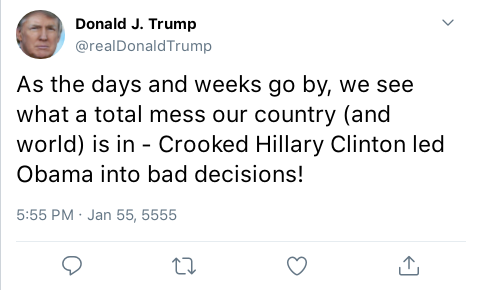 Donald J. Trump
@realDonaldTrump
As the days and weeks go by, we see
what a total mess our country (and
world) is in - Crooked Hillary Clinton led
Obama into bad decisions!
5:55 PM · Jan 55, 5555